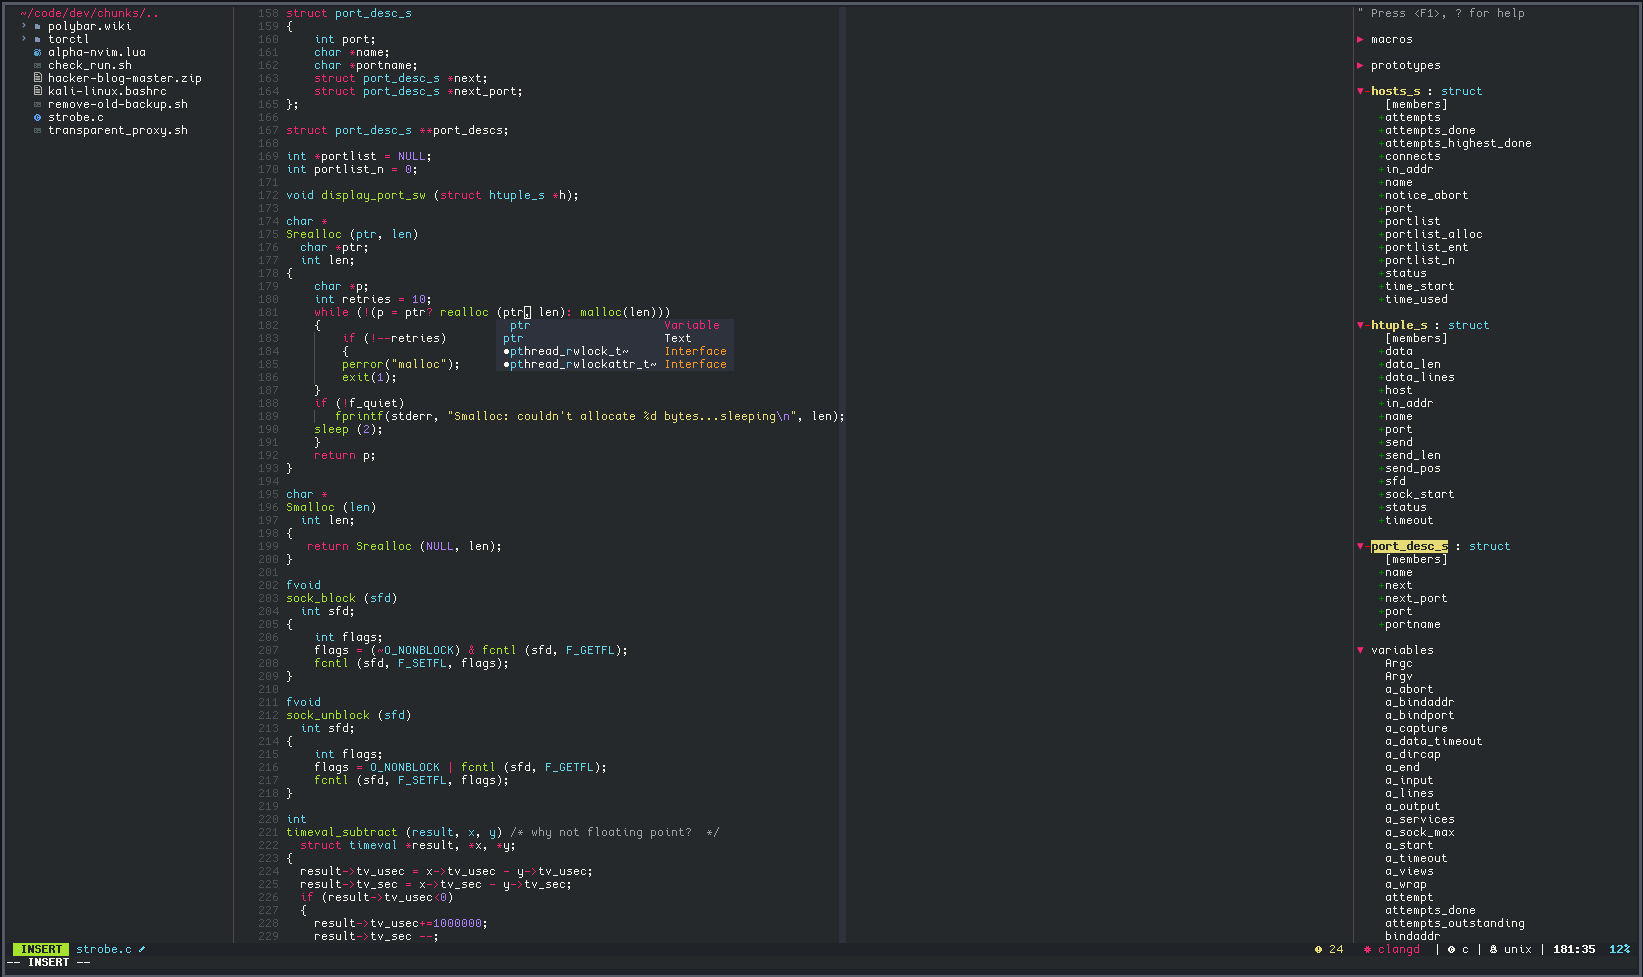 ~/code/dev/chunks/..
› polybar.wiki
› torctl
alpha-nvim.lua
check_run.sh
hacker-blog-master.zip
kali-linux.bashrc
remove-old-backup.sh
strobe.c
transparent_proxy.sh
158 struct port_desc_s
159 {
160     int port;
161     char *name;
162     char *portname;
163     struct port_desc_s *next;
164     struct port_desc_s *next_port;
165 };
166
167 struct port_desc_s **port_descs;
168
169 int *portlist = NULL;
170 int portlist_n = 0;
171
172 void display_port_sw (struct htuple_s *h);
173
174 char *
175 Srealloc (ptr, len)
176   char *ptr;
177   int len;
178 {
179     char *p;
180     int retries = 10;
181     while (!(p = ptr? realloc (ptr, len): malloc(len)))
182     {
ptr Variable
183         if (!--retries)
ptr Text
184         {
●pthread_rwlock_t~ Interface
185         perror("malloc");
●pthread_rwlockattr_t~ Interface
186         exit(1);
187     }
188     if (!f_quiet)
189        fprintf(stderr, "Smalloc: couldn't allocate %d bytes...sleeping\n", len);
190     sleep (2);
191     }
192     return p;
193 }
194
195 char *
196 Smalloc (len)
197   int len;
198 {
199    return Srealloc (NULL, len);
200 }
201
202 fvoid
203 sock_block (sfd)
204   int sfd;
205 {
206     int flags;
207     flags = (~O_NONBLOCK) & fcntl (sfd, F_GETFL);
208     fcntl (sfd, F_SETFL, flags);
209 }
210
211 fvoid
212 sock_unblock (sfd)
213   int sfd;
214 {
215     int flags;
216     flags = O_NONBLOCK | fcntl (sfd, F_GETFL);
217     fcntl (sfd, F_SETFL, flags);
218 }
219
220 int
221 timeval_subtract (result, x, y) /* why not floating point?  */
222   struct timeval *result, *x, *y;
223 {
224   result->tv_usec = x->tv_usec - y->tv_usec;
225   result->tv_sec = x->tv_sec - y->tv_sec;
226   if (result->tv_usec<0)
227   {
228     result->tv_usec+=1000000;
229     result->tv_sec --;
" Press <F1>, ? for help
▶ macros
▶ prototypes
▼-hosts_s : struct
[members]
+attempts
+attempts_done
+attempts_highest_done
+connects
+in_addr
+name
+notice_abort
+port
+portlist
+portlist_alloc
+portlist_ent
+portlist_n
+status
+time_start
+time_used
▼-htuple_s : struct
[members]
+data
+data_len
+data_lines
+host
+in_addr
+name
+port
+send
+send_len
+send_pos
+sfd
+sock_start
+status
+timeout
▼-port_desc_s : struct
[members]
+name
+next
+next_port
+port
+portname
▼ variables
Argc
Argv
a_abort
a_bindaddr
a_bindport
a_capture
a_data_timeout
a_dircap
a_end
a_input
a_lines
a_output
a_services
a_sock_max
a_start
a_timeout
a_views
a_wrap
attempt
attempts_done
attempts_outstanding
bindaddr
INSERT strobe.c 24 clangd | c | unix | 181:35 12%
-- INSERT --